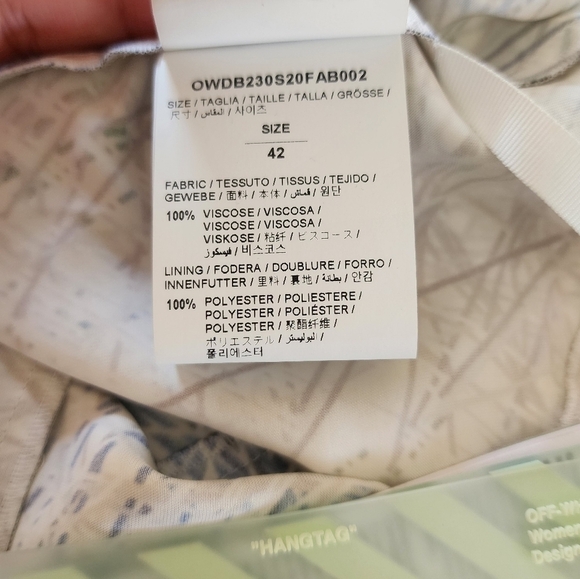 OWDB230S20FAB002
SIZE / TAGLIA / TAILLE / TALLA / GRÖSSE /
尺寸 / المقاس / 사이즈
SIZE
42
FABRIC / TESSUTO / TISSUS / TEJIDO /
GEWEBE / 面料 / 本体 / قماش / 원단
100% VISCOSE / VISCOSA /
VISCOSE / VISCOSA /
VISKOSE / 粘纤 / ビスコース /
فيسكوز / 비스코스
LINING / FODERA / DOUBLURE / FORRO /
INNENFUTTER / 里料 / 裏地 / بطانة / 안감
100% POLYESTER / POLIESTERE /
POLYESTER / POLIÉSTER /
POLYESTER / 聚酯纤维 /
ポリエステル / البوليستر /
폴리에스터
"HANGTAG"
OFF-W
Wome
Desig